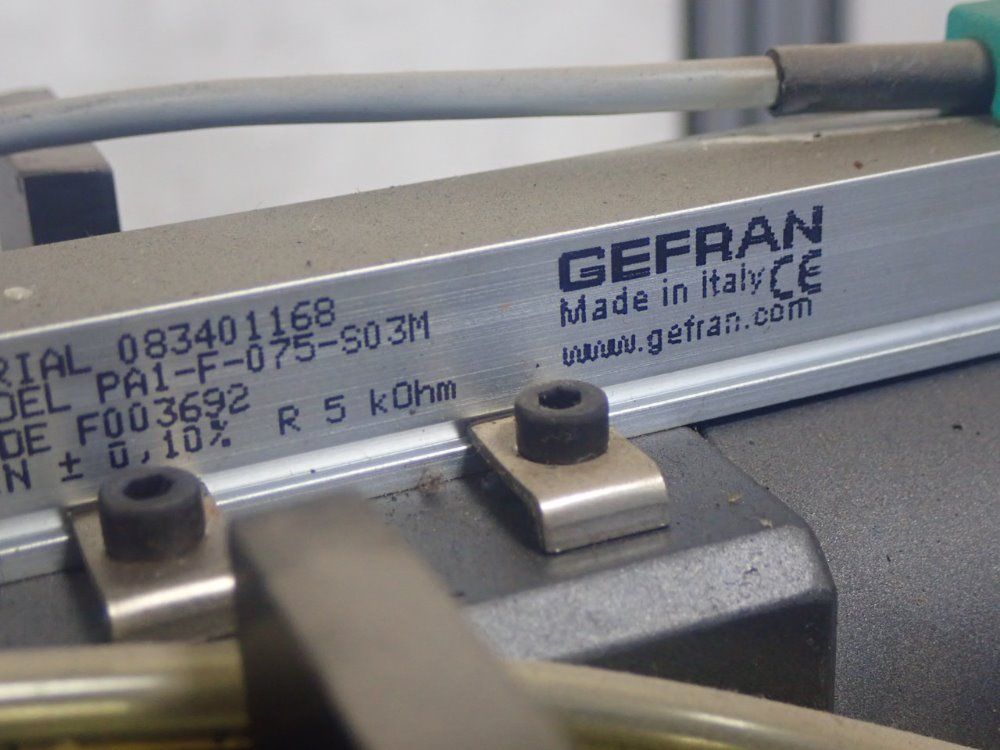 RIAL 083401168
DEL PA1-F-075-S03M
DE F003692
N ± 0,10% R 5 kOhm
GEFRAN
Made in Italy CE
www.gefran.com